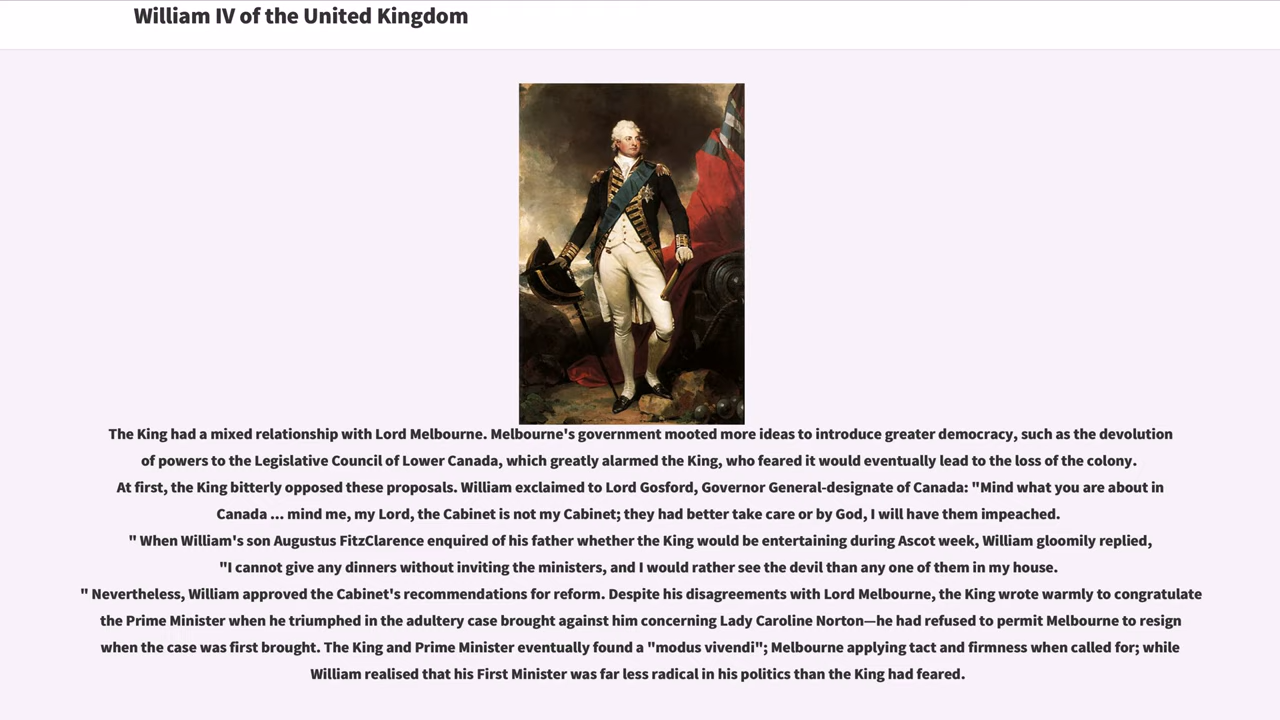 William IV of the United Kingdom
The King had a mixed relationship with Lord Melbourne. Melbourne's government mooted more ideas to introduce greater democracy, such as the devolution
of powers to the Legislative Council of Lower Canada, which greatly alarmed the King, who feared it would eventually lead to the loss of the colony.
At first, the King bitterly opposed these proposals. William exclaimed to Lord Gosford, Governor General-designate of Canada: "Mind what you are about in
Canada ... mind me, my Lord, the Cabinet is not my Cabinet; they had better take care or by God, I will have them impeached.
" When William's son Augustus FitzClarence enquired of his father whether the King would be entertaining during Ascot week, William gloomily replied,
"I cannot give any dinners without inviting the ministers, and I would rather see the devil than any one of them in my house.
" Nevertheless, William approved the Cabinet's recommendations for reform. Despite his disagreements with Lord Melbourne, the King wrote warmly to congratulate
the Prime Minister when he triumphed in the adultery case brought against him concerning Lady Caroline Norton—he had refused to permit Melbourne to resign
when the case was first brought. The King and Prime Minister eventually found a "modus vivendi"; Melbourne applying tact and firmness when called for; while
William realised that his First Minister was far less radical in his politics than the King had feared.